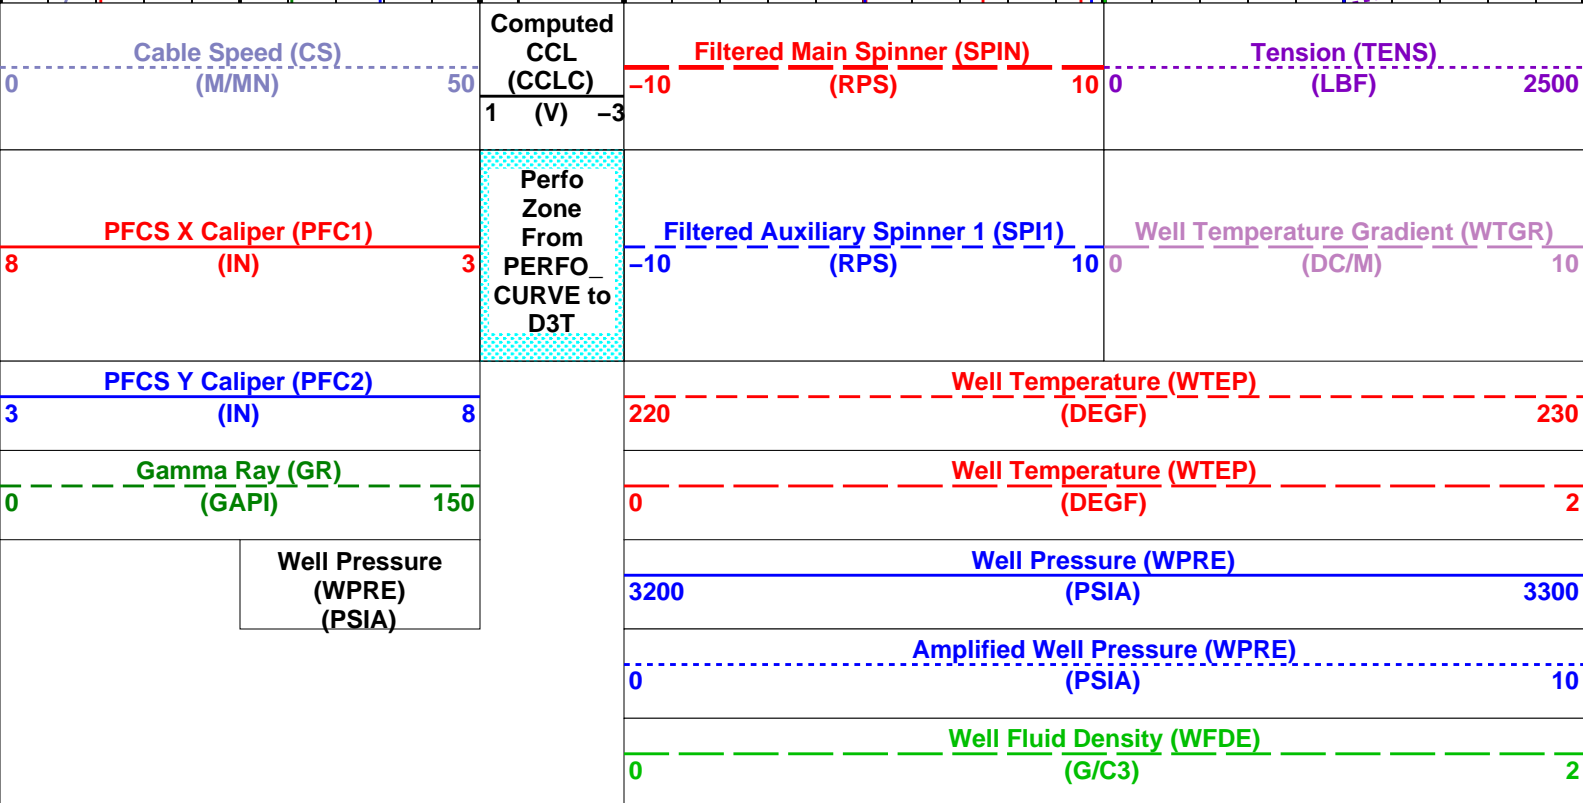 Cable Speed (CS)
0 (M/MN) 50
Computed
CCL
(CCLC)
1 (V) −3
Filtered Main Spinner (SPIN)
−10 (RPS) 10
Tension (TENS)
0 (LBF) 2500
PFCS X Caliper (PFC1)
8 (IN) 3
Perfo
Zone
From
PERFO_
CURVE to
D3T
Filtered Auxiliary Spinner 1 (SPI1)
−10 (RPS) 10
Well Temperature Gradient (WTGR)
0 (DC/M) 10
PFCS Y Caliper (PFC2)
3 (IN) 8
Well Temperature (WTEP)
220 (DEGF) 230
Gamma Ray (GR)
0 (GAPI) 150
Well Temperature (WTEP)
0 (DEGF) 2
Well Pressure
(WPRE)
(PSIA)
Well Pressure (WPRE)
3200 (PSIA) 3300
Amplified Well Pressure (WPRE)
0 (PSIA) 10
Well Fluid Density (WFDE)
0 (G/C3) 2